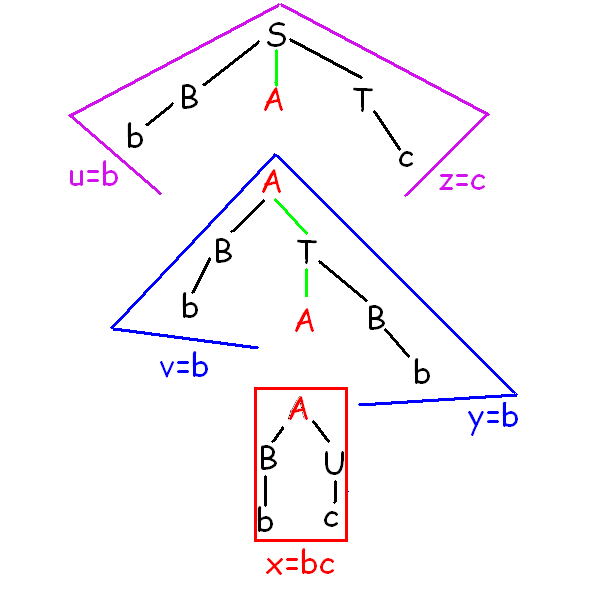 S
B A T
b c
u=b z=c
A
B T
b A B
b
v=b y=b
A
B U
b c
x=bc